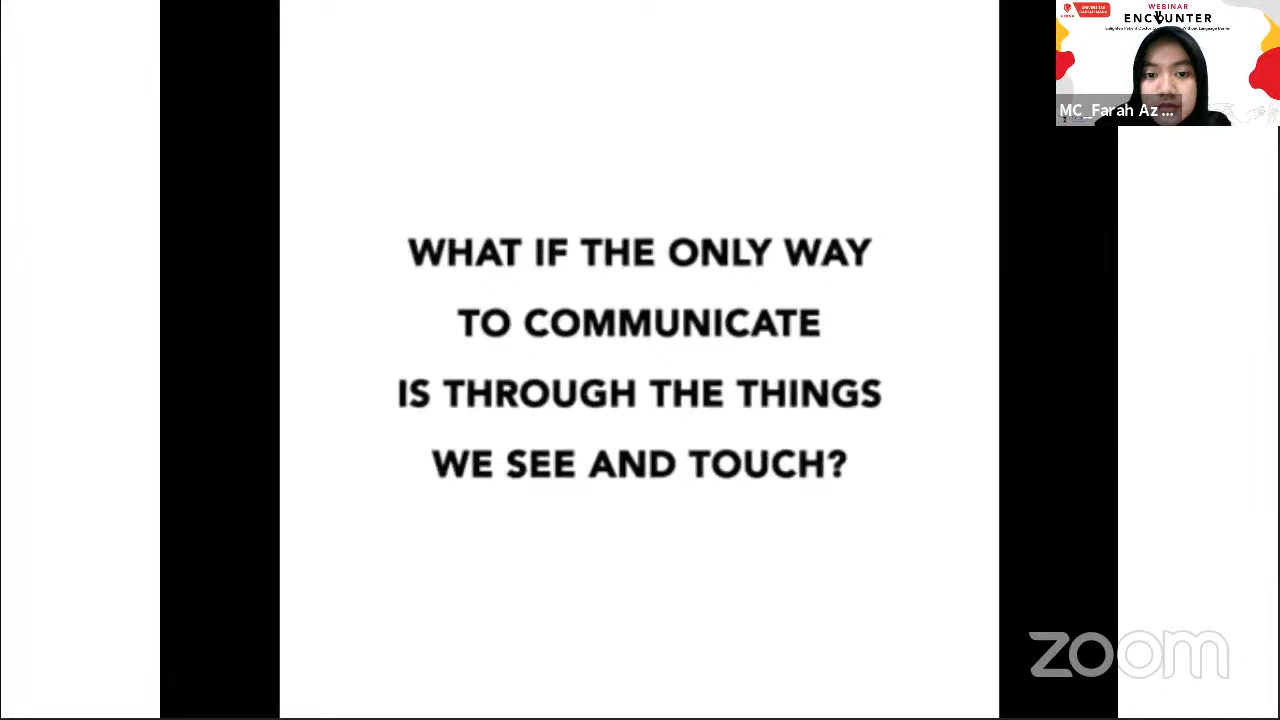 WEBINAR
ENCOUNTER
MC_Farah Az ...
WHAT IF THE ONLY WAY
TO COMMUNICATE
IS THROUGH THE THINGS
WE SEE AND TOUCH?
zoom